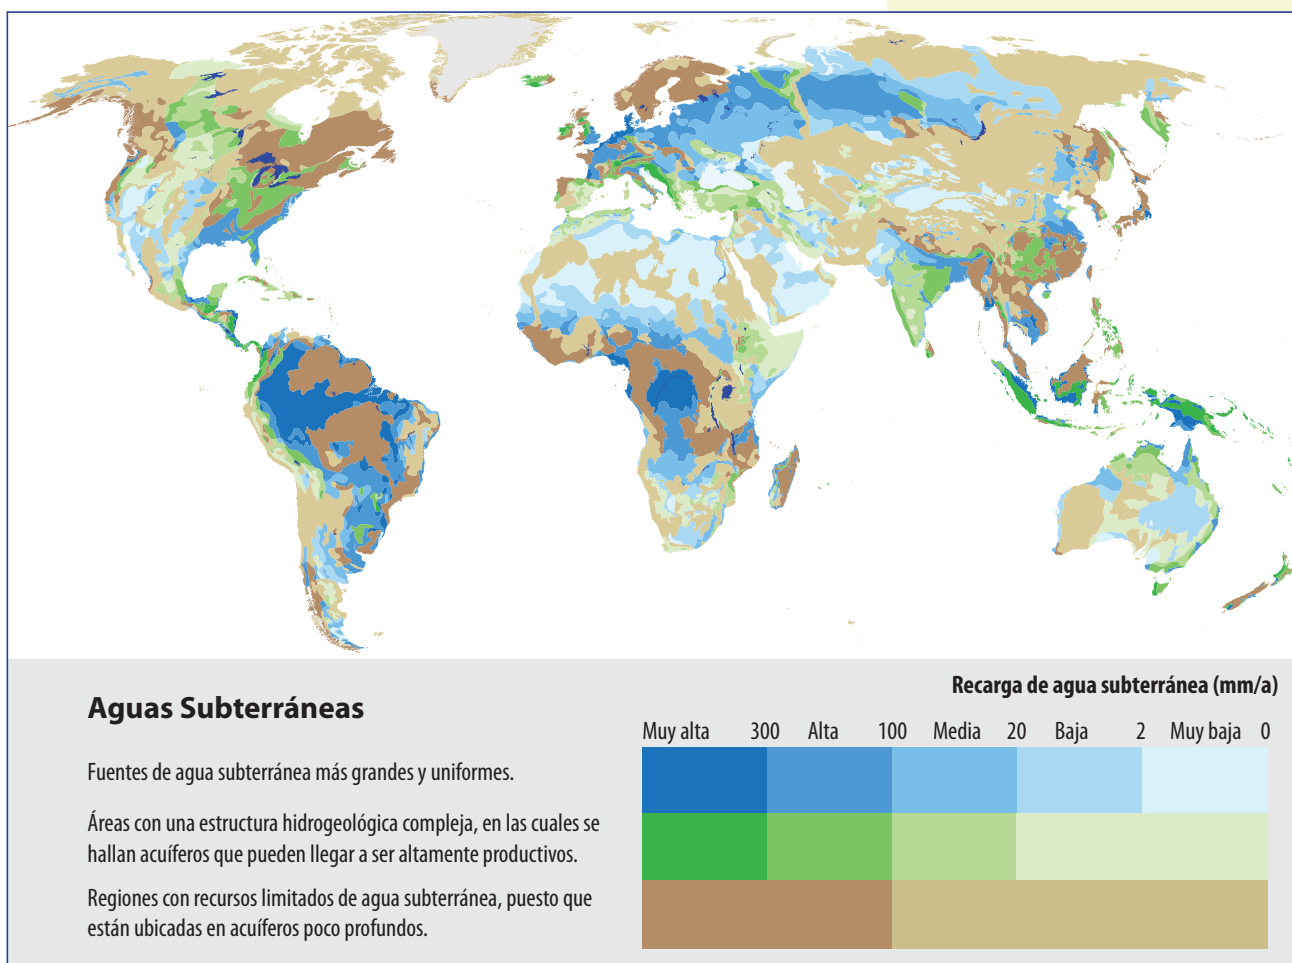 Aguas Subterráneas
Fuentes de agua subterránea más grandes y uniformes.
Áreas con una estructura hidrogeológica compleja, en las cuales se
hallan acuíferos que pueden llegar a ser altamente productivos.
Regiones con recursos limitados de agua subterránea, puesto que
están ubicadas en acuíferos poco profundos.
Recarga de agua subterránea (mm/a)
Muy alta 300 Alta 100 Media 20 Baja 2 Muy baja 0